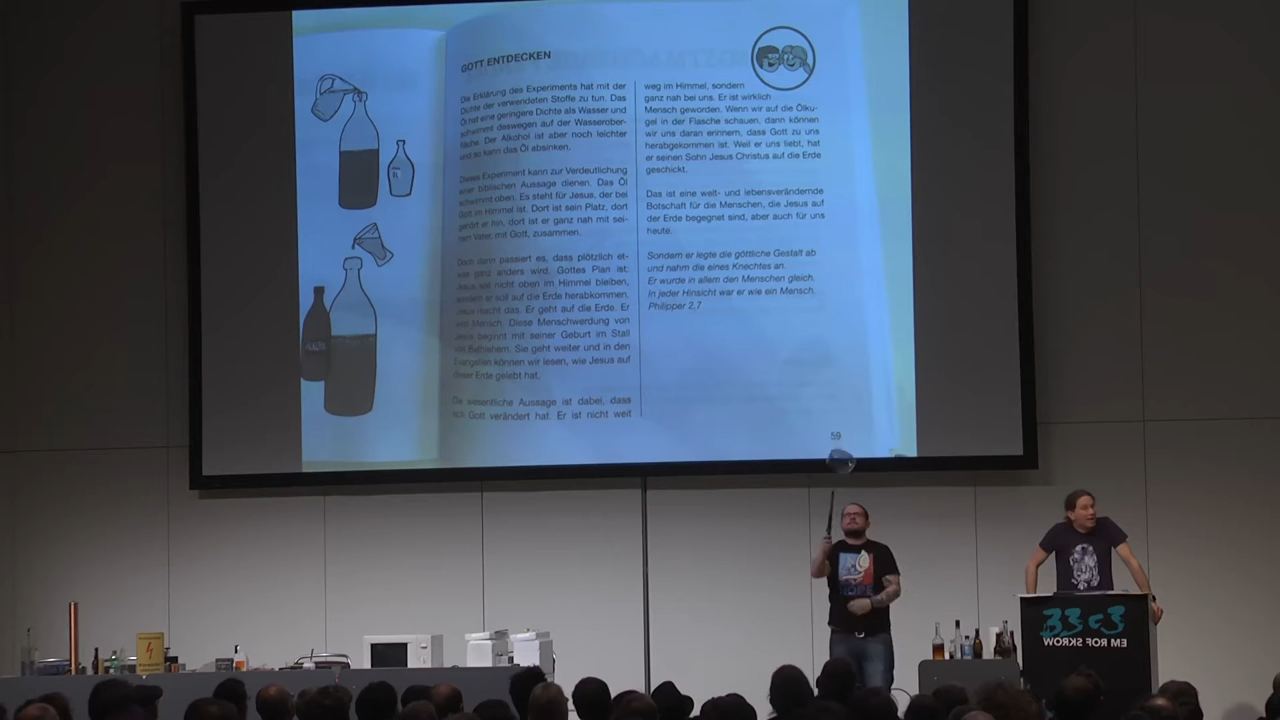 GOTT ENTDECKEN
Die Erklärung des Experiments hat mit der
Dichte der verwendeten Stoffe zu tun. Das
Öl hat eine geringere Dichte als Wasser und
schwimmt deswegen auf der Wasserober-
fläche. Der Alkohol ist aber noch leichter
und so kann das Öl absinken.
Dieses Experiment kann zur Verdeutlichung
einer biblischen Aussage dienen. Das Öl
schwimmt oben. Es steht für Jesus, der bei
Gott im Himmel ist. Dort ist sein Platz, dort
gehört er hin, dort ist er ganz nah mit sei-
nem Vater, mit Gott, zusammen.
Doch dann passiert es, dass plötzlich et-
was ganz anders wird. Gottes Plan ist:
Jesus soll nicht oben im Himmel bleiben,
sondern er soll auf die Erde herabkommen.
Jesus macht das. Er geht auf die Erde. Er
wird Mensch. Diese Menschwerdung von
Jesus beginnt mit seiner Geburt im Stall
von Bethlehem. Sie geht weiter und in den
Evangelien können wir lesen, wie Jesus auf
dieser Erde gelebt hat.
Die wesentliche Aussage ist dabei, dass
sich Gott verändert hat. Er ist nicht weit
weg im Himmel, sondern
ganz nah bei uns. Er ist wirklich
Mensch geworden. Wenn wir auf die Ölku-
gel in der Flasche schauen, dann können
wir uns daran erinnern, dass Gott zu uns
herabgekommen ist. Weil er uns liebt, hat
er seinen Sohn Jesus Christus auf die Erde
geschickt.
Das ist eine welt- und lebensverändernde
Botschaft für die Menschen, die Jesus auf
der Erde begegnet sind, aber auch für uns
heute.
Sondern er legte die göttliche Gestalt ab
und nahm die eines Knechtes an.
Er wurde in allem den Menschen gleich.
In jeder Hinsicht war er wie ein Mensch.
Philipper 2,7
59
HOPE
33c3
WORKS FOR ME